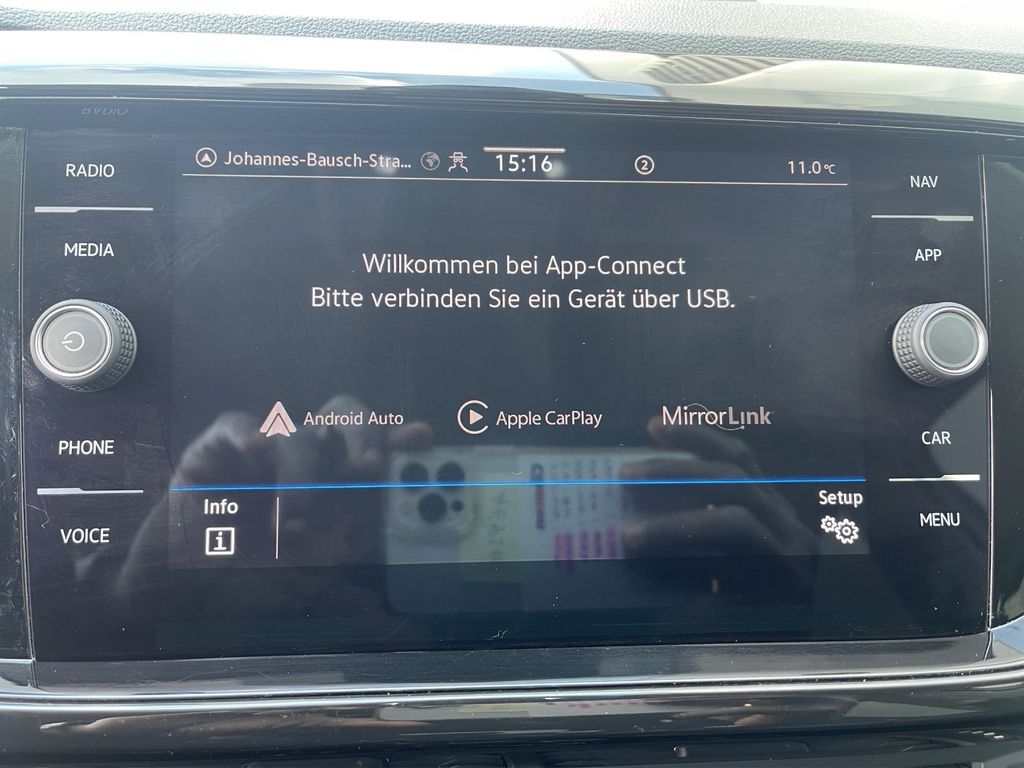 RADIO
MEDIA
PHONE
VOICE
Johannes-Bausch-Stra...
15:16
2
11.0°C
Willkommen bei App-Connect
Bitte verbinden Sie ein Gerät über USB.
Android Auto
Apple CarPlay
MirrorLink
Info
i
Setup
NAV
APP
CAR
MENU